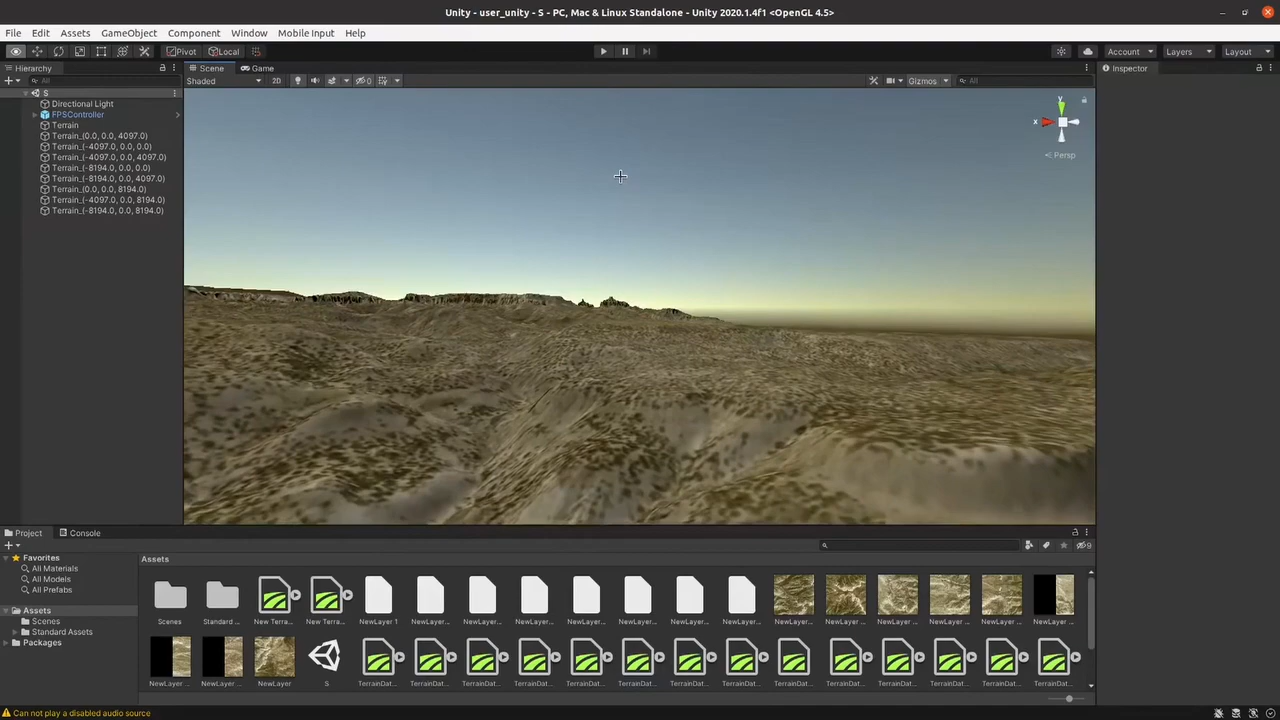 Unity - user_unity - S - PC, Mac & Linux Standalone - Unity 2020.1.4f1 <OpenGL 4.5>
File Edit Assets GameObject Component Window Mobile Input Help
Pivot Local Account Layers Layout
Hierarchy Scene Game Inspector
All Shaded 2D 0 Gizmos All
S
Directional Light
FPSController
Terrain
Terrain_(0.0, 0.0, 4097.0)
Terrain_(-4097.0, 0.0, 0.0)
Terrain_(-4097.0, 0.0, 4097.0)
Terrain_(-8194.0, 0.0, 0.0)
Terrain_(-8194.0, 0.0, 4097.0)
Terrain_(0.0, 0.0, 8194.0)
Terrain_(-4097.0, 0.0, 8194.0)
Terrain_(-8194.0, 0.0, 8194.0)
y
x
Persp
Project Console
9
Favorites
All Materials
All Models
All Prefabs
Assets
Scenes
Standard Assets
Packages
Assets
Scenes Standard ... New Terra... New Terra... NewLayer 1 NewLayer... NewLayer... NewLayer... NewLayer... NewLayer... NewLayer... NewLayer... NewLayer... NewLayer... NewLayer... NewLayer... NewLayer... NewLayer ...
NewLayer ... NewLayer ... NewLayer S TerrainDat... TerrainDat... TerrainDat... TerrainDat... TerrainDat... TerrainDat... TerrainDat... TerrainDat... TerrainDat... TerrainDat... TerrainDat... TerrainDat... TerrainDat... TerrainDat...
Can not play a disabled audio source